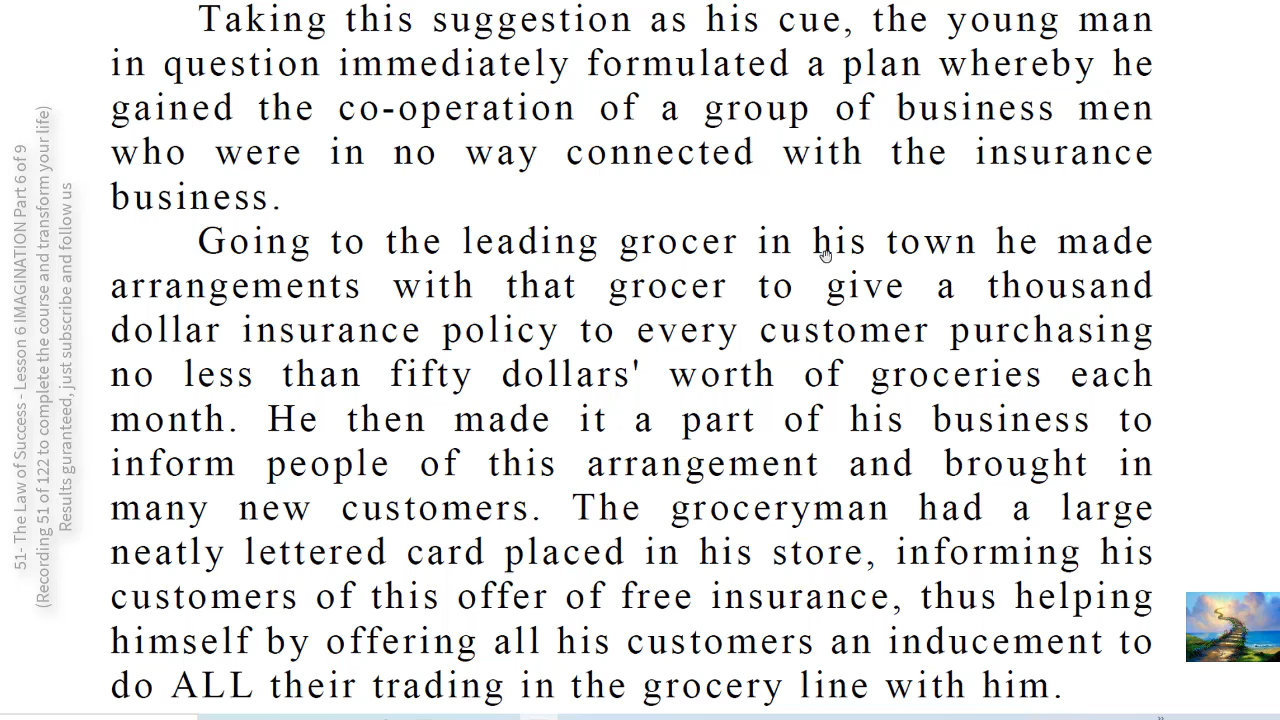 Taking this suggestion as his cue, the young man
in question immediately formulated a plan whereby he
gained the co-operation of a group of business men
who were in no way connected with the insurance
business.
Going to the leading grocer in his town he made
arrangements with that grocer to give a thousand
dollar insurance policy to every customer purchasing
no less than fifty dollars' worth of groceries each
month. He then made it a part of his business to
inform people of this arrangement and brought in
many new customers. The groceryman had a large
neatly lettered card placed in his store, informing his
customers of this offer of free insurance, thus helping
himself by offering all his customers an inducement to
do ALL their trading in the grocery line with him.
51- The Law of Success - Lesson 6 IMAGINATION Part 6 of 9
(Recording 51 of 122 to complete the course and transform your life)
Results guranteed, just subscribe and follow us